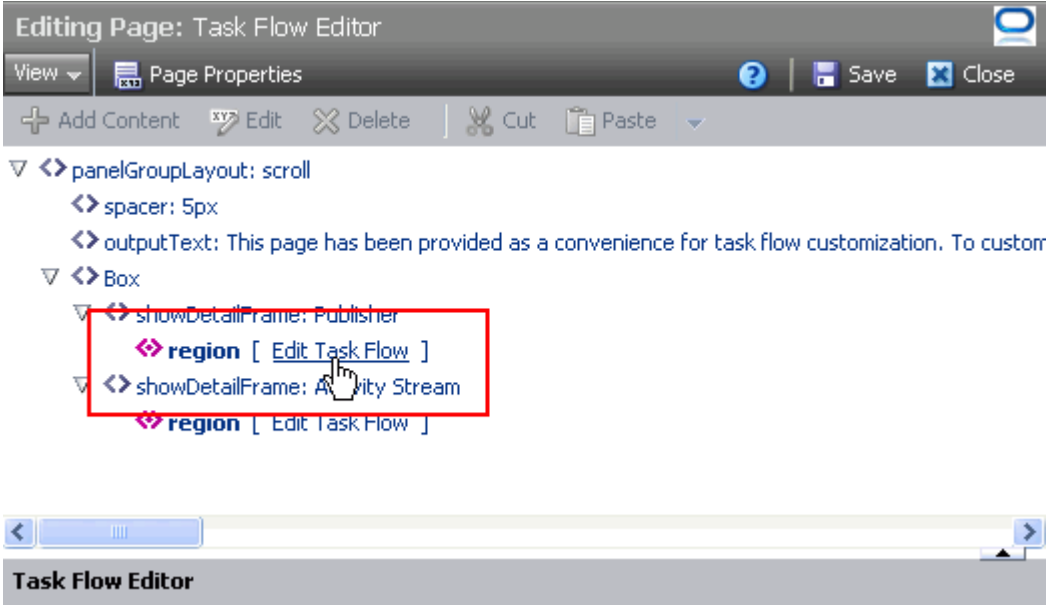 Editing Page: Task Flow Editor
View Page Properties ? Save Close
Add Content Edit Delete Cut Paste
panelGroupLayout: scroll
spacer: 5px
outputText: This page has been provided as a convenience for task flow customization. To custom
Box
showDetailFrame: Publisher
region [ Edit Task Flow ]
showDetailFrame: Activity Stream
region [ Edit Task Flow ]
Task Flow Editor